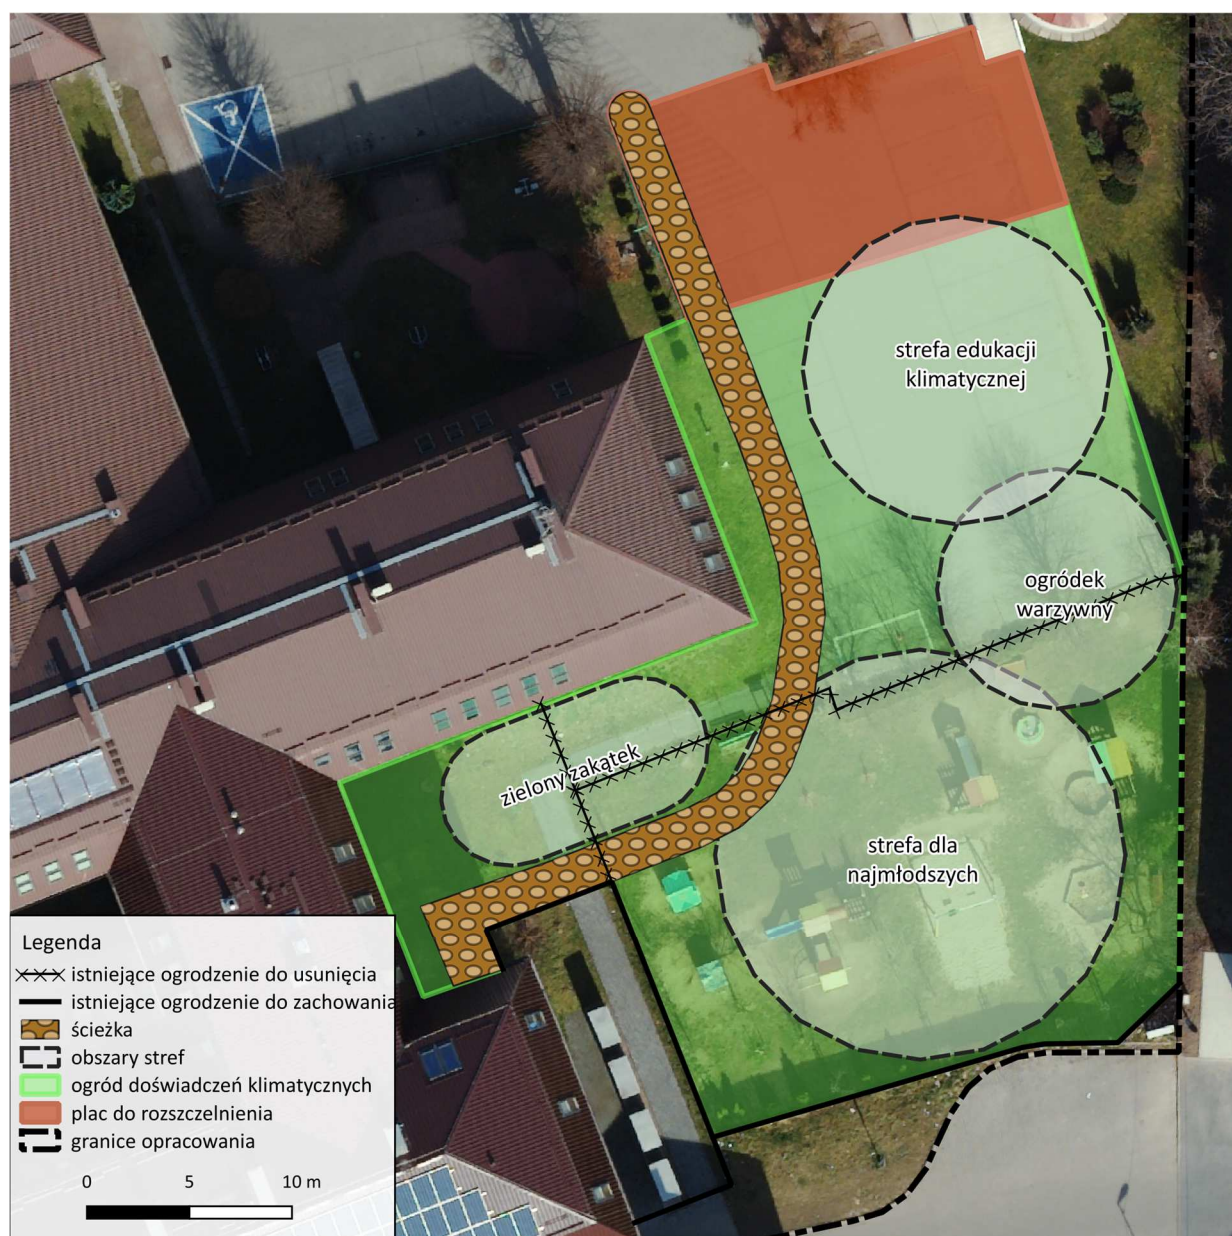 strefa edukacji
klimatycznej
ogródek
warzywny
zielony zakątek
strefa dla
najmłodszych
Legenda
istniejące ogrodzenie do usunięcia
istniejące ogrodzenie do zachowania
ścieżka
obszary stref
ogród doświadczeń klimatycznych
plac do rozszczelnienia
granice opracowania
0 5 10 m